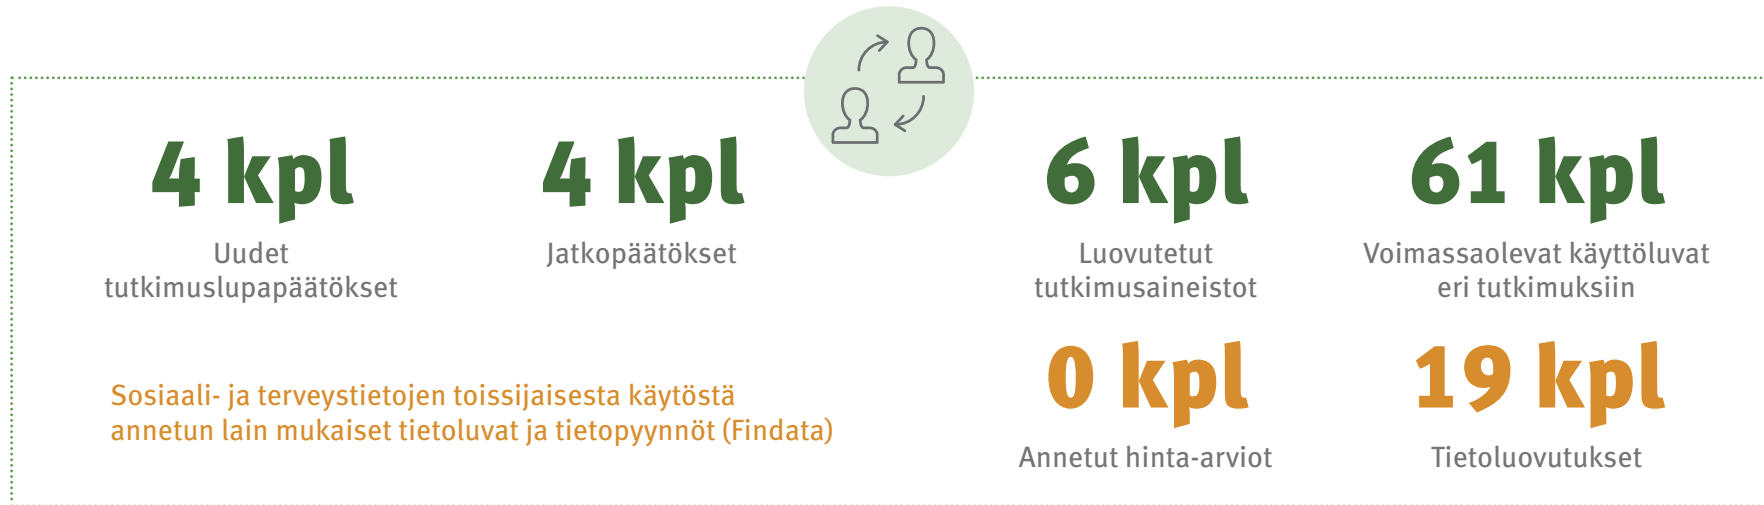 4 kpl
Uudet
tutkimuslupapäätökset
4 kpl
Jatkopäätökset
6 kpl
Luovutetut
tutkimusaineistot
61 kpl
Voimassaolevat käyttöluvat
eri tutkimuksiin
Sosiaali- ja terveystietojen toissijaisesta käytöstä
annetun lain mukaiset tietoluvat ja tietopyynnöt (Findata)
0 kpl
Annetut hinta-arviot
19 kpl
Tietoluovutukset